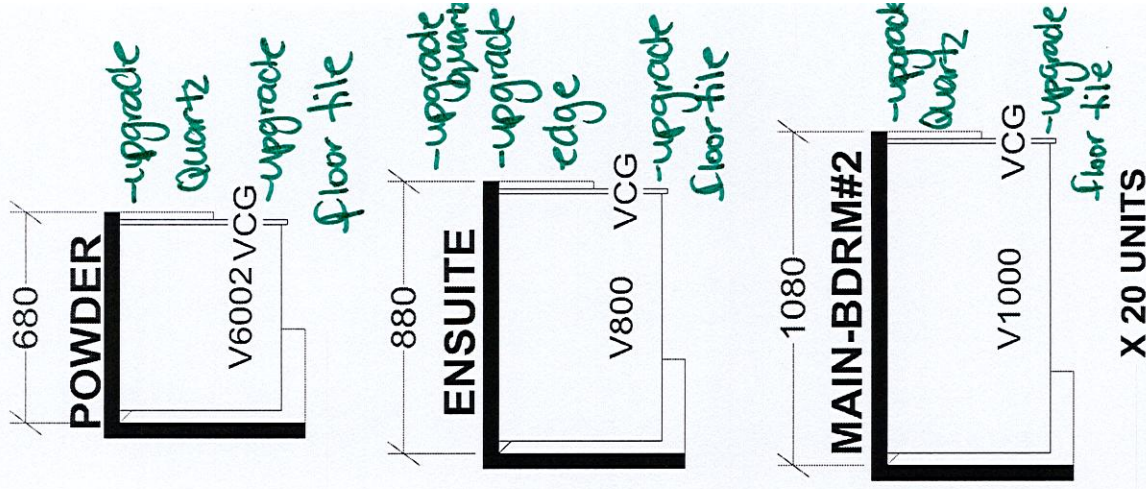 680
POWDER
V6002 VCG
-upgrade
Quartz
-upgrade
floor tile
880
ENSUITE
V800
VCG
-upgrade
quartz
-upgrade
edge
-upgrade
floor tile
1080
MAIN-BDRM#2
V1000
VCG
-upgrade
Quartz
-upgrade
floor tile
X 20 UNITS